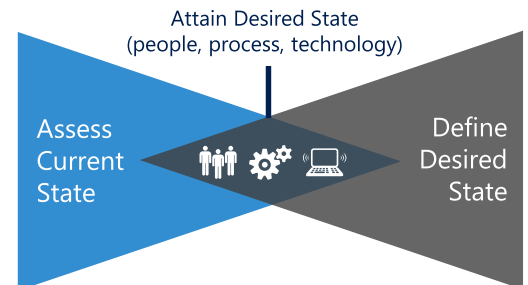 Attain Desired State
(people, process, technology)
Assess
Current
State
Define
Desired
State